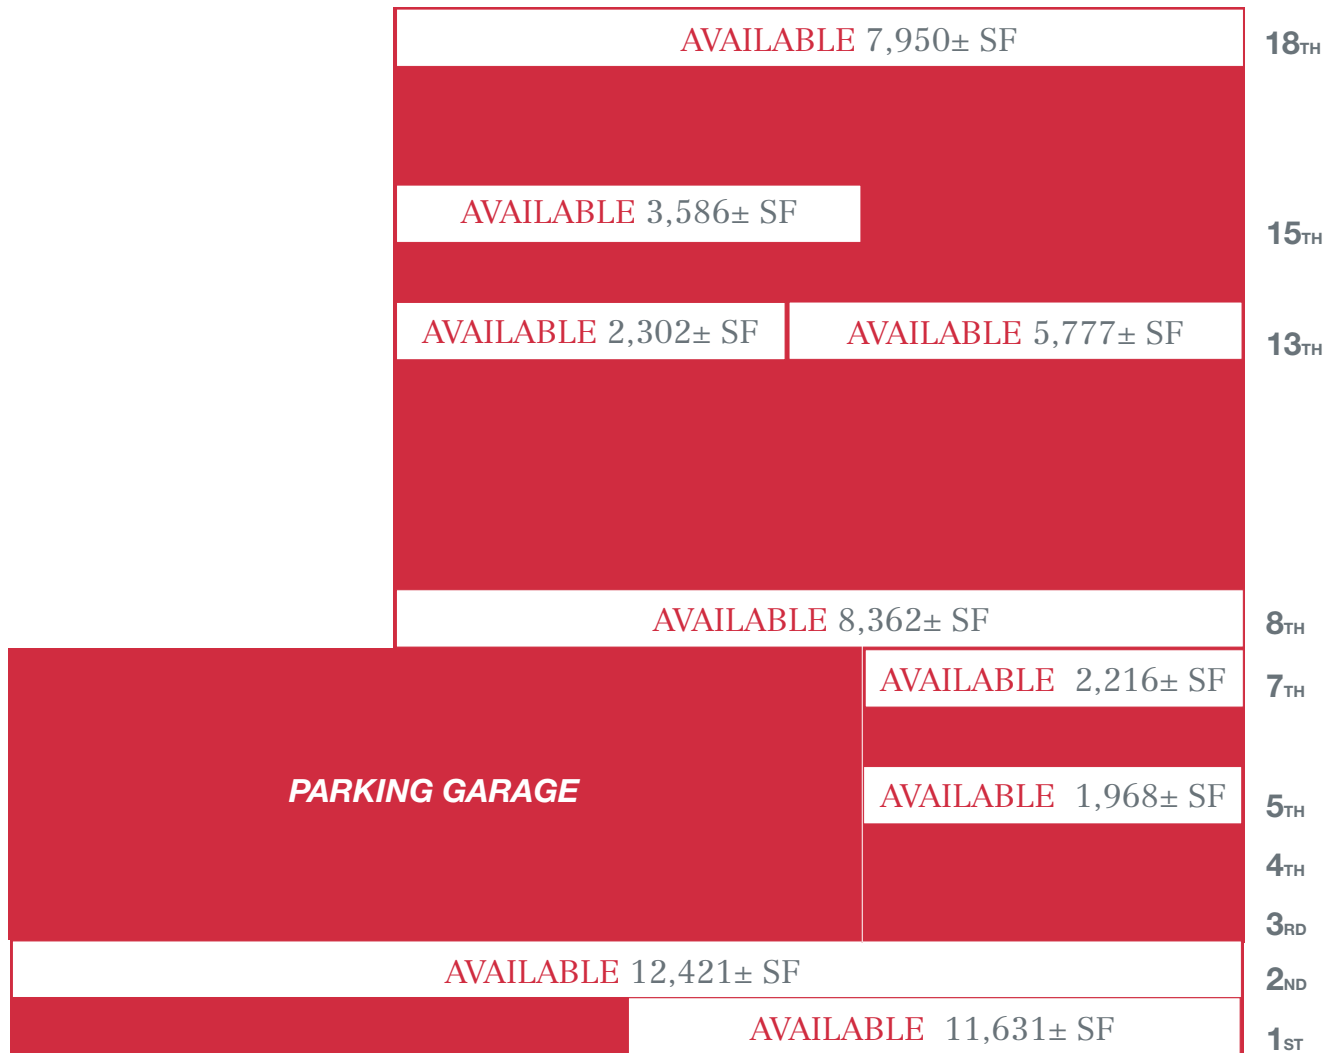 AVAILABLE 7,950± SF 18TH
AVAILABLE 3,586± SF 15TH
AVAILABLE 2,302± SF AVAILABLE 5,777± SF 13TH
AVAILABLE 8,362± SF 8TH
AVAILABLE 2,216± SF 7TH
PARKING GARAGE
AVAILABLE 1,968± SF 5TH
4TH
3RD
AVAILABLE 12,421± SF 2ND
AVAILABLE 11,631± SF 1ST